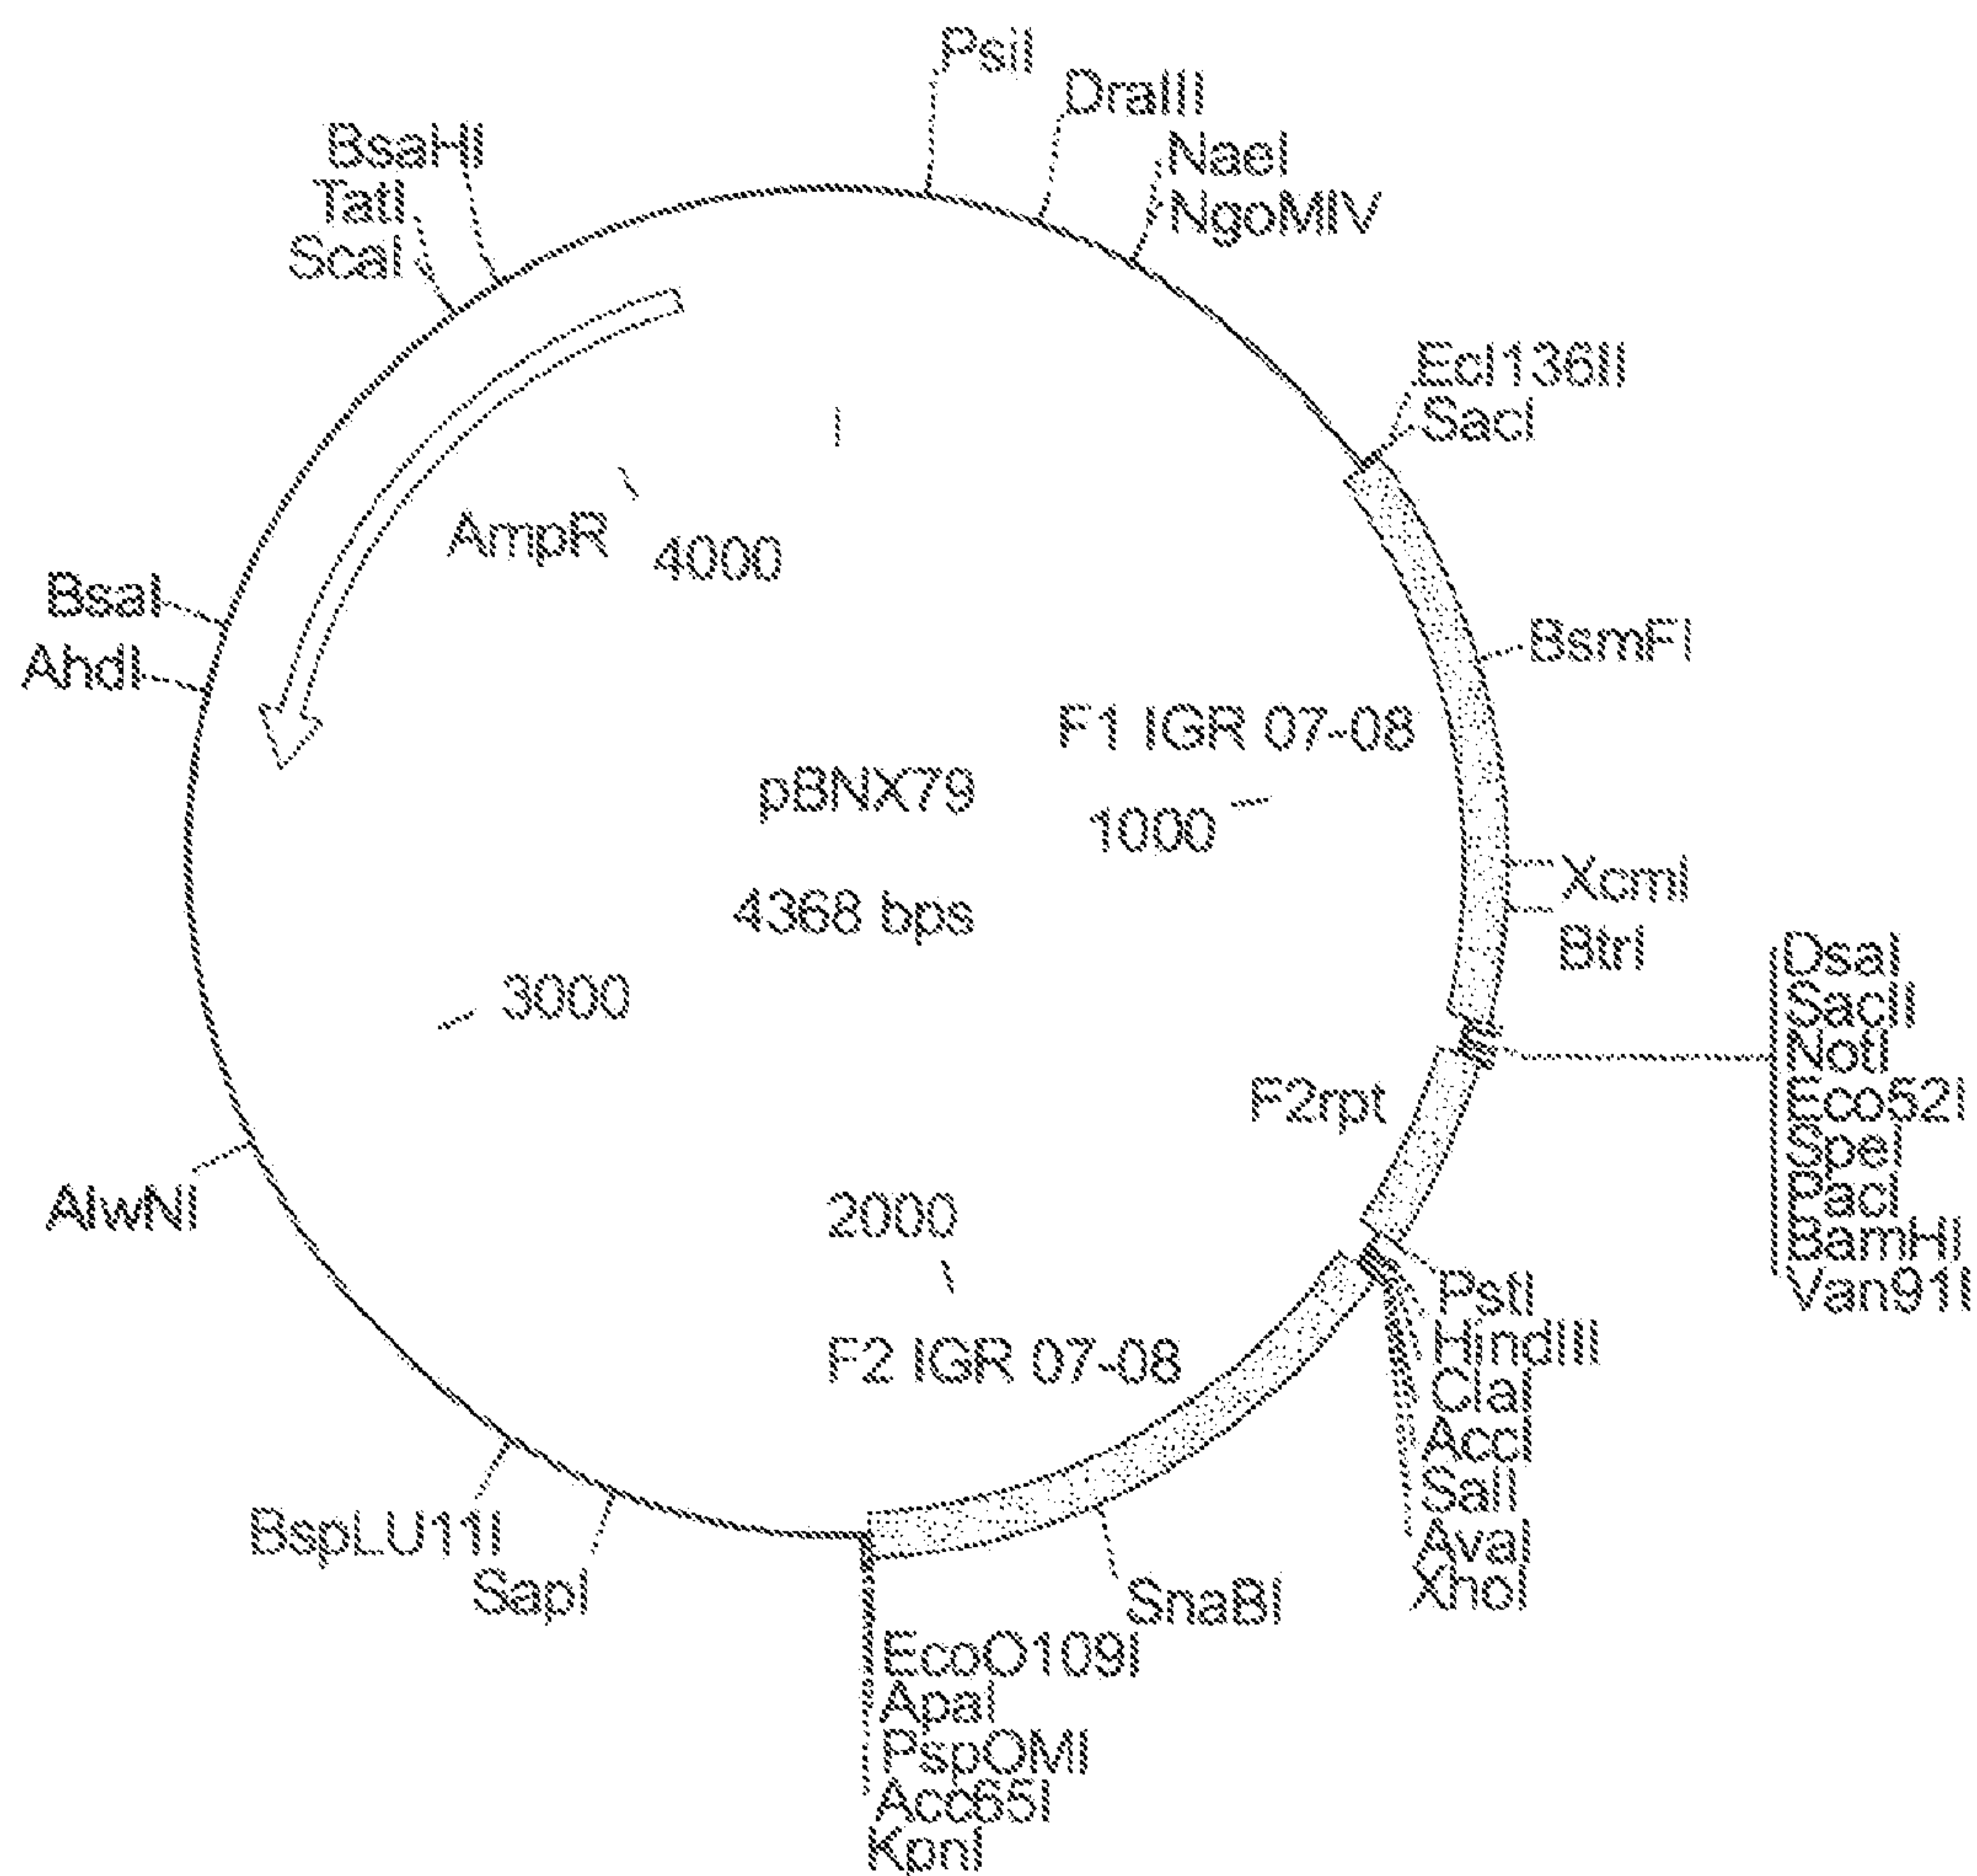 PsiI
DraIII
NaeI
NgoMIV
BsaHI
TatI
ScaI
Ecl136II
SacI
AmpR
4000
BsaI
AhdI
BsmFI
F1 IGR 07-08
pBNX79
1000
4368 bps
XcmI
BtrI
3000
DsaI
SacII
NotI
Eco52I
SpeI
PacI
BamHI
Van91I
F2rpt
AlwNI
2000
PstI
HindIII
ClaI
AccI
SalI
AvaI
XhoI
F2 IGR 07-08
BspLU11I
SapI
SnaBI
EcoO109I
ApaI
PspOMI
Acc65I
KpnI